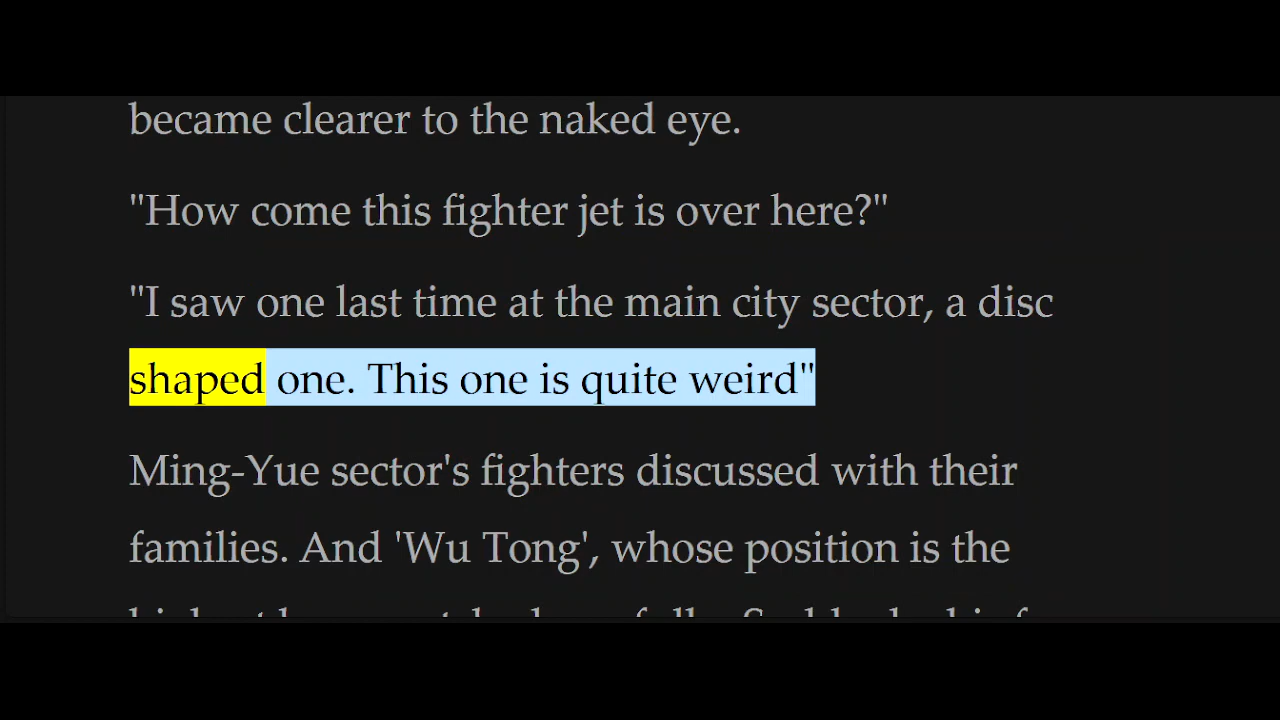 became clearer to the naked eye.
"How come this fighter jet is over here?"
"I saw one last time at the main city sector, a disc
shaped one. This one is quite weird"
Ming-Yue sector's fighters discussed with their
families. And 'Wu Tong', whose position is the